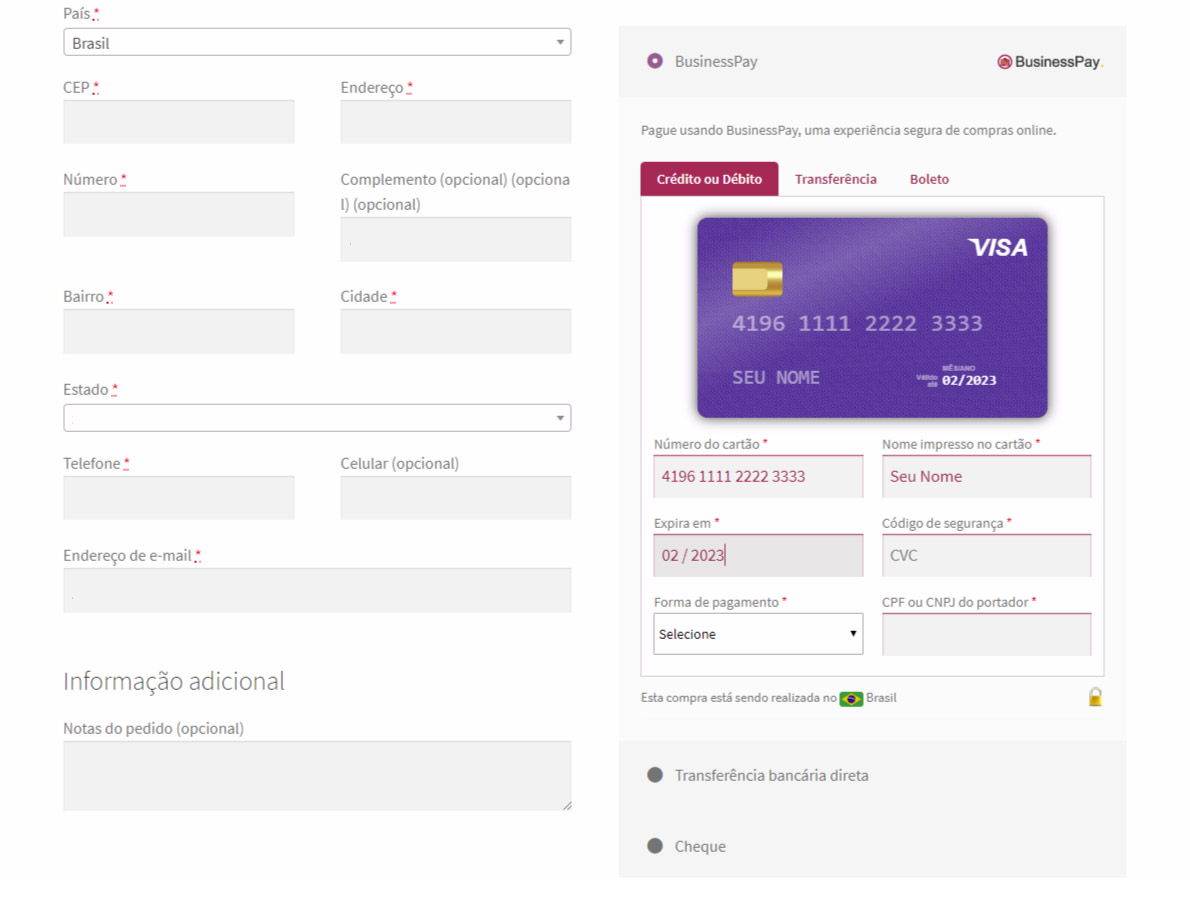 País *
Brasil
CEP *
Endereço *
Número *
Complemento (opcional) (opciona
l) (opcional)
Bairro *
Cidade *
Estado *
Telefone *
Celular (opcional)
Endereço de e-mail *
Informação adicional
Notas do pedido (opcional)
BusinessPay
BusinessPay.
Pague usando BusinessPay, uma experiência segura de compras online.
Crédito ou Débito
Transferência
Boleto
VISA
4196 1111 2222 3333
SEU NOME
MÊS/ANO
Válido
até
02/2023
Número do cartão *
Nome impresso no cartão *
4196 1111 2222 3333
Seu Nome
Expira em *
Código de segurança *
02 / 2023
CVC
Forma de pagamento *
CPF ou CNPJ do portador *
Selecione
Esta compra está sendo realizada no Brasil
Transferência bancária direta
Cheque